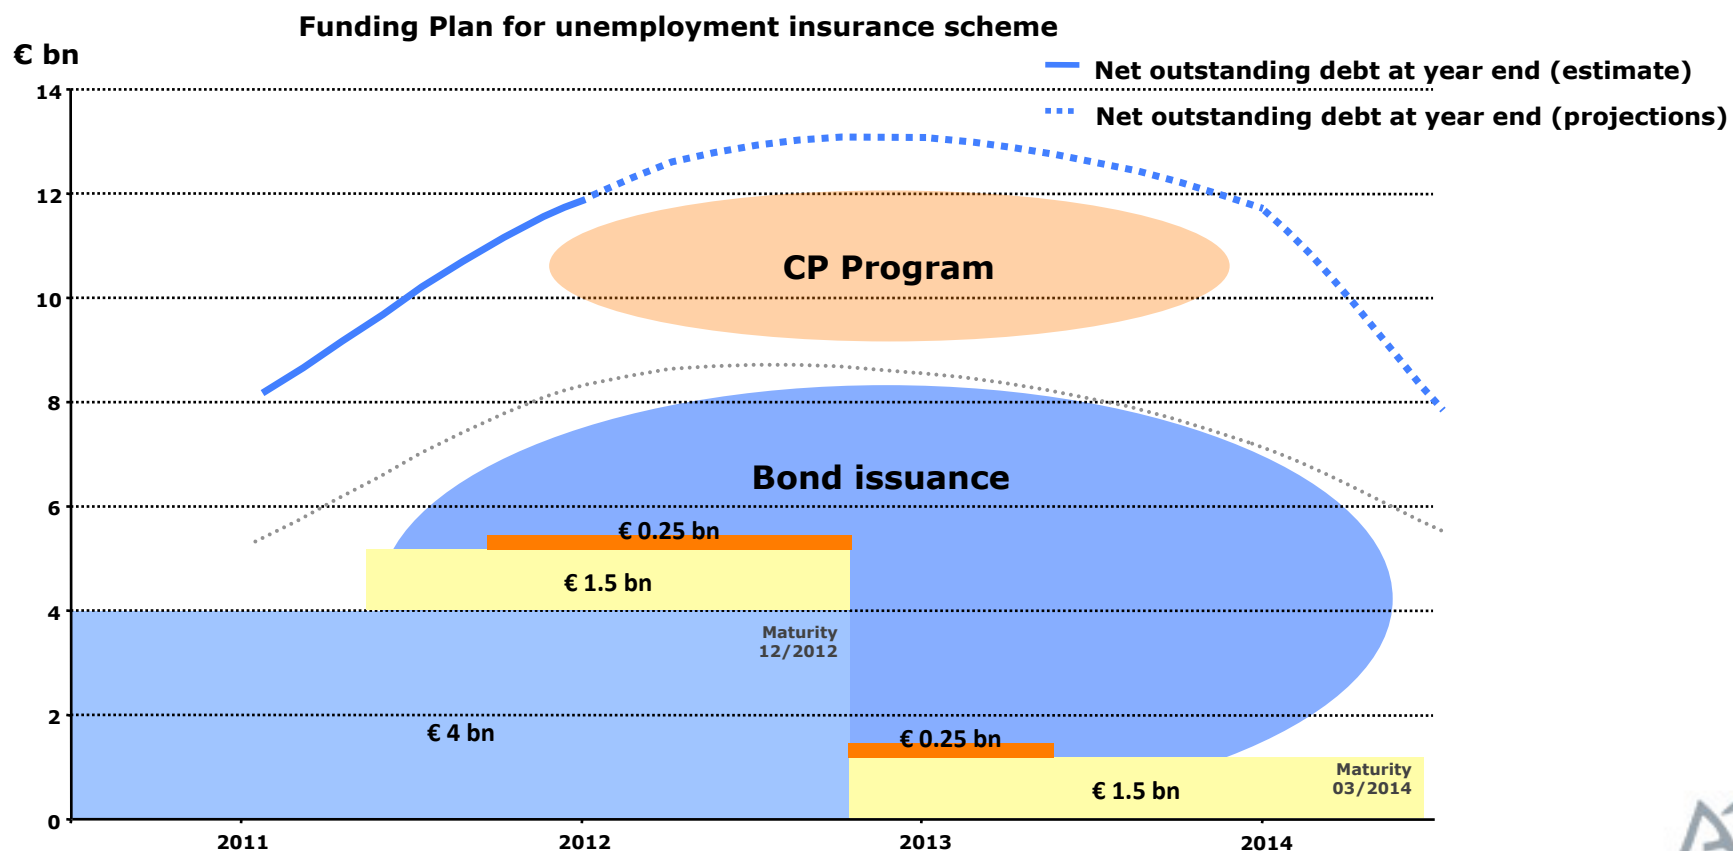 Funding Plan for unemployment insurance scheme
€ bn
Net outstanding debt at year end (estimate)
Net outstanding debt at year end (projections)
14
12
10
8
6
4
2
0
CP Program
Bond issuance
€ 0.25 bn
€ 1.5 bn
Maturity
12/2012
€ 4 bn
€ 0.25 bn
€ 1.5 bn
Maturity
03/2014
2011
2012
2013
2014